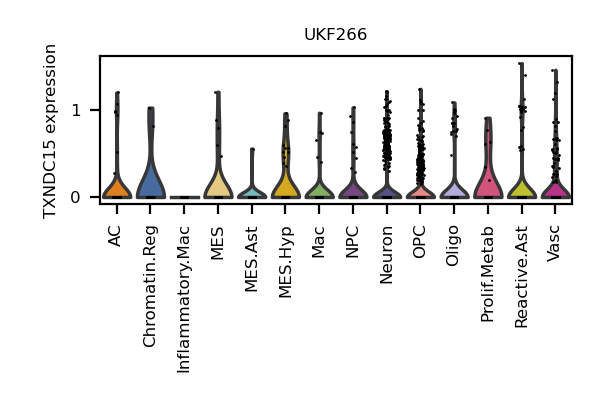 UKF266
TXNDC15 expression
1
0
AC
Chromatin.Reg
Inflammatory.Mac
MES
MES.Ast
MES.Hyp
Mac
NPC
Neuron
OPC
Oligo
Prolif.Metab
Reactive.Ast
Vasc